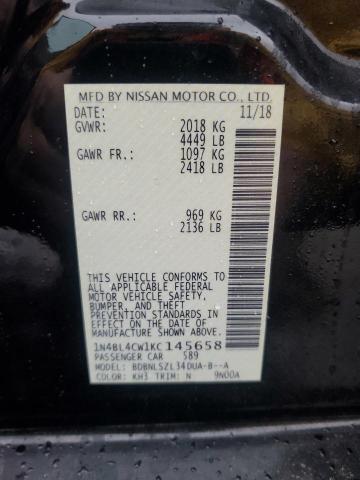 MFD BY NISSAN MOTOR CO., LTD.
DATE: 11/18
GVWR: 2018 KG
4449 LB
GAWR FR: 1097 KG
2418 LB
GAWR RR: 969 KG
2136 LB
THIS VEHICLE CONFORMS TO
ALL APPLICABLE FEDERAL
MOTOR VEHICLE SAFETY,
BUMPER, AND THEFT
PREVENTION STANDARDS
IN EFFECT ON THE DATE OF
MANUFACTURE SHOWN ABOVE.
1N4BL4CW1KC145658
PASSENGER CAR 589
MODEL: BDBNLSZL34DUA-B--A
COLOR: KH3 TRIM: N 9N00A